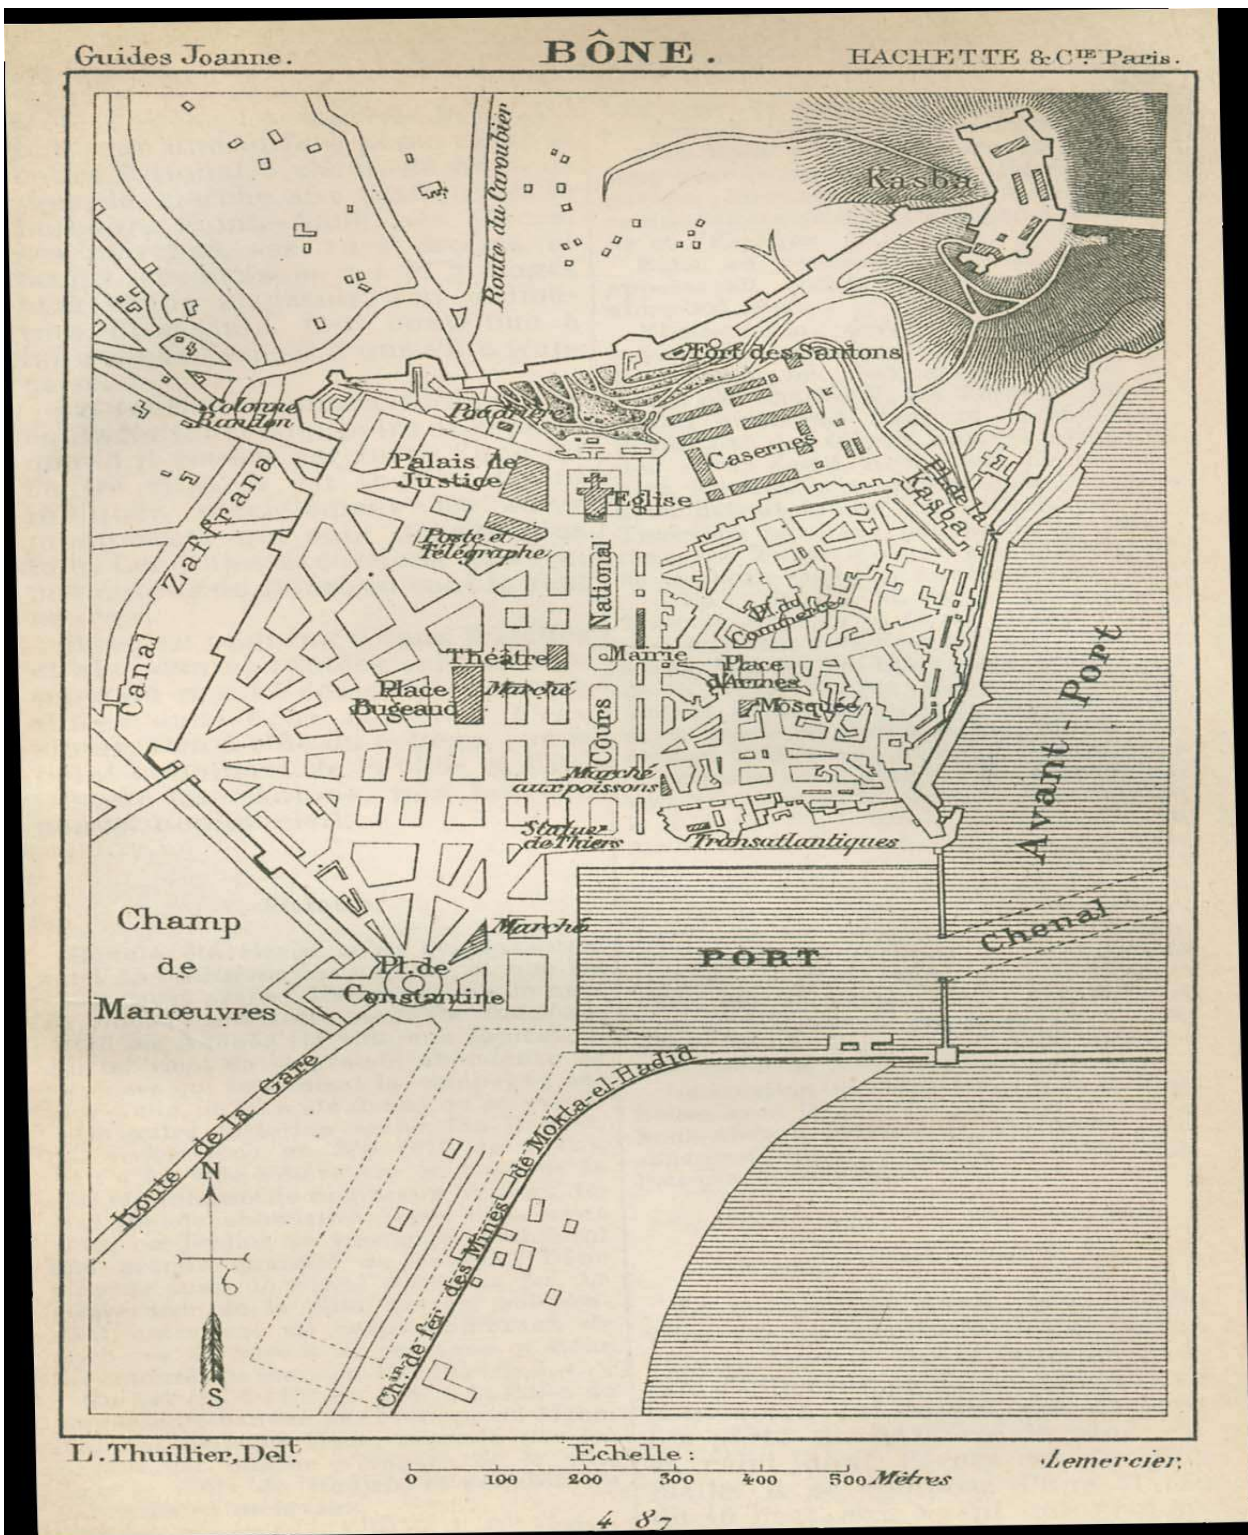 Guides Joanne.
BÔNE.
HACHETTE & Cie Paris.
Route du Caroubier
Kasba
Fort des Santons
Colonne
Randon
Poudrière
Casernes
Palais de
Justice
Eglise
Pl. de la
Kasba
Canal Zaffrana
Poste et
Télégraphe
Cours National
Pl. du
Commerce
Théâtre
Mairie
Place
d'Armes
Place
Bugeaud
Marché
Mosquée
Avant-Port
Marché
aux poissons
Statue
de Thiers
Transatlantiques
Champ
de
Manœuvres
Marché
PORT
Chenal
Pl. de
Constantine
Route de la Gare
Chin de fer des Mines de Mokta-el-Hadid
N
6
S
L. Thuillier, Delt.
Echelle:
Lemercier.
0 100 200 300 400 500 Mètres
4 87